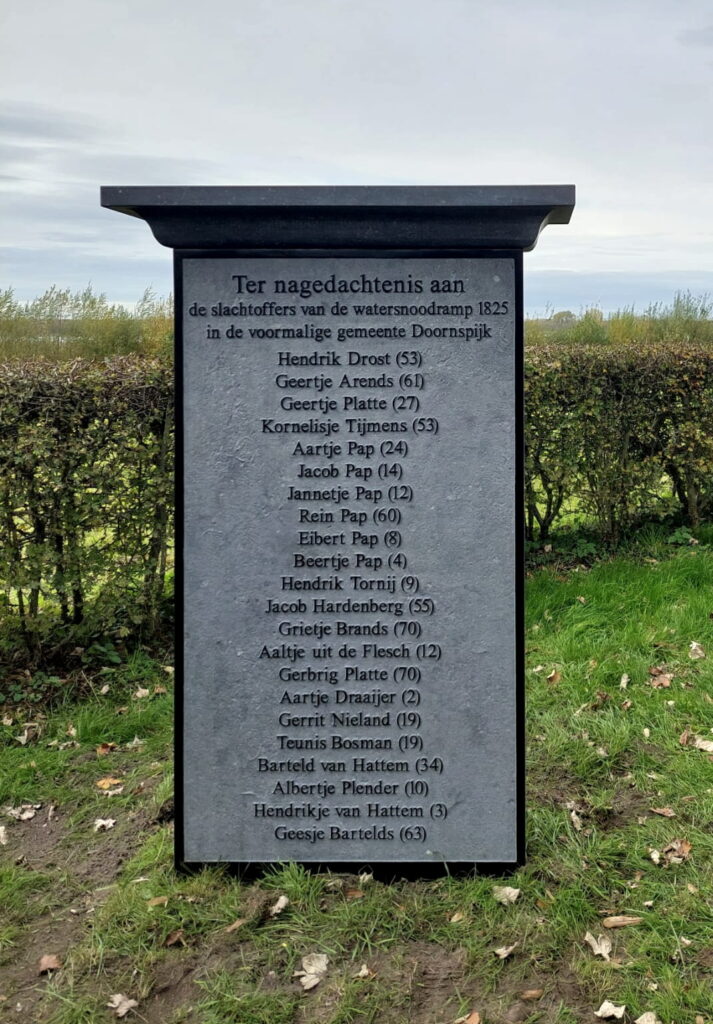 Ter nagedachtenis aan
de slachtoffers van de watersnoodramp 1825
in de voormalige gemeente Doornspijk
Hendrik Drost (53)
Geertje Arends (61)
Geertje Platte (27)
Kornelisje Tijmens (53)
Aartje Pap (24)
Jacob Pap (14)
Jannetje Pap (12)
Rein Pap (60)
Eibert Pap (8)
Beertje Pap (4)
Hendrik Tornij (9)
Jacob Hardenberg (55)
Grietje Brands (70)
Aaltje uit de Flesch (12)
Gerbrig Platte (70)
Aartje Draaijer (2)
Gerrit Nieland (19)
Teunis Bosman (19)
Barteld van Hattem (34)
Albertje Plender (10)
Hendrikje van Hattem (3)
Geesje Bartelds (63)